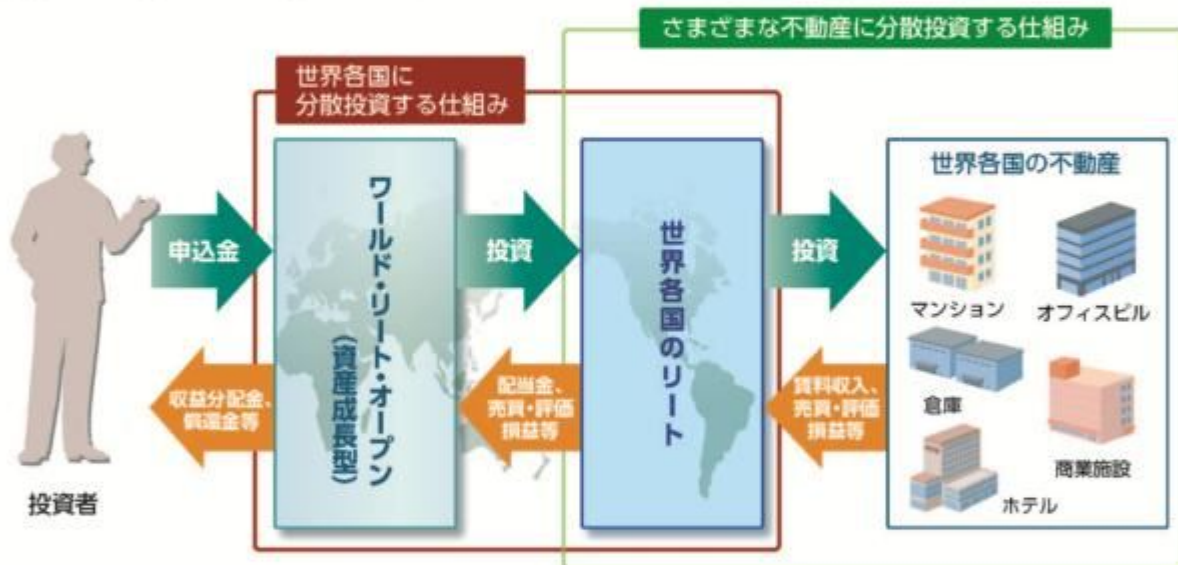 さまざまな不動産に分散投資する仕組み
世界各国に
分散投資する仕組み
申込金
収益分配金、
償還金等
投資者
ワールド・リート・オープン
(資産成長型)
投資
配当金、
売買・評価
損益等
世界各国のリート
投資
賃料収入、
売買・評価
損益等
世界各国の不動産
マンション
オフィスビル
倉庫
商業施設
ホテル